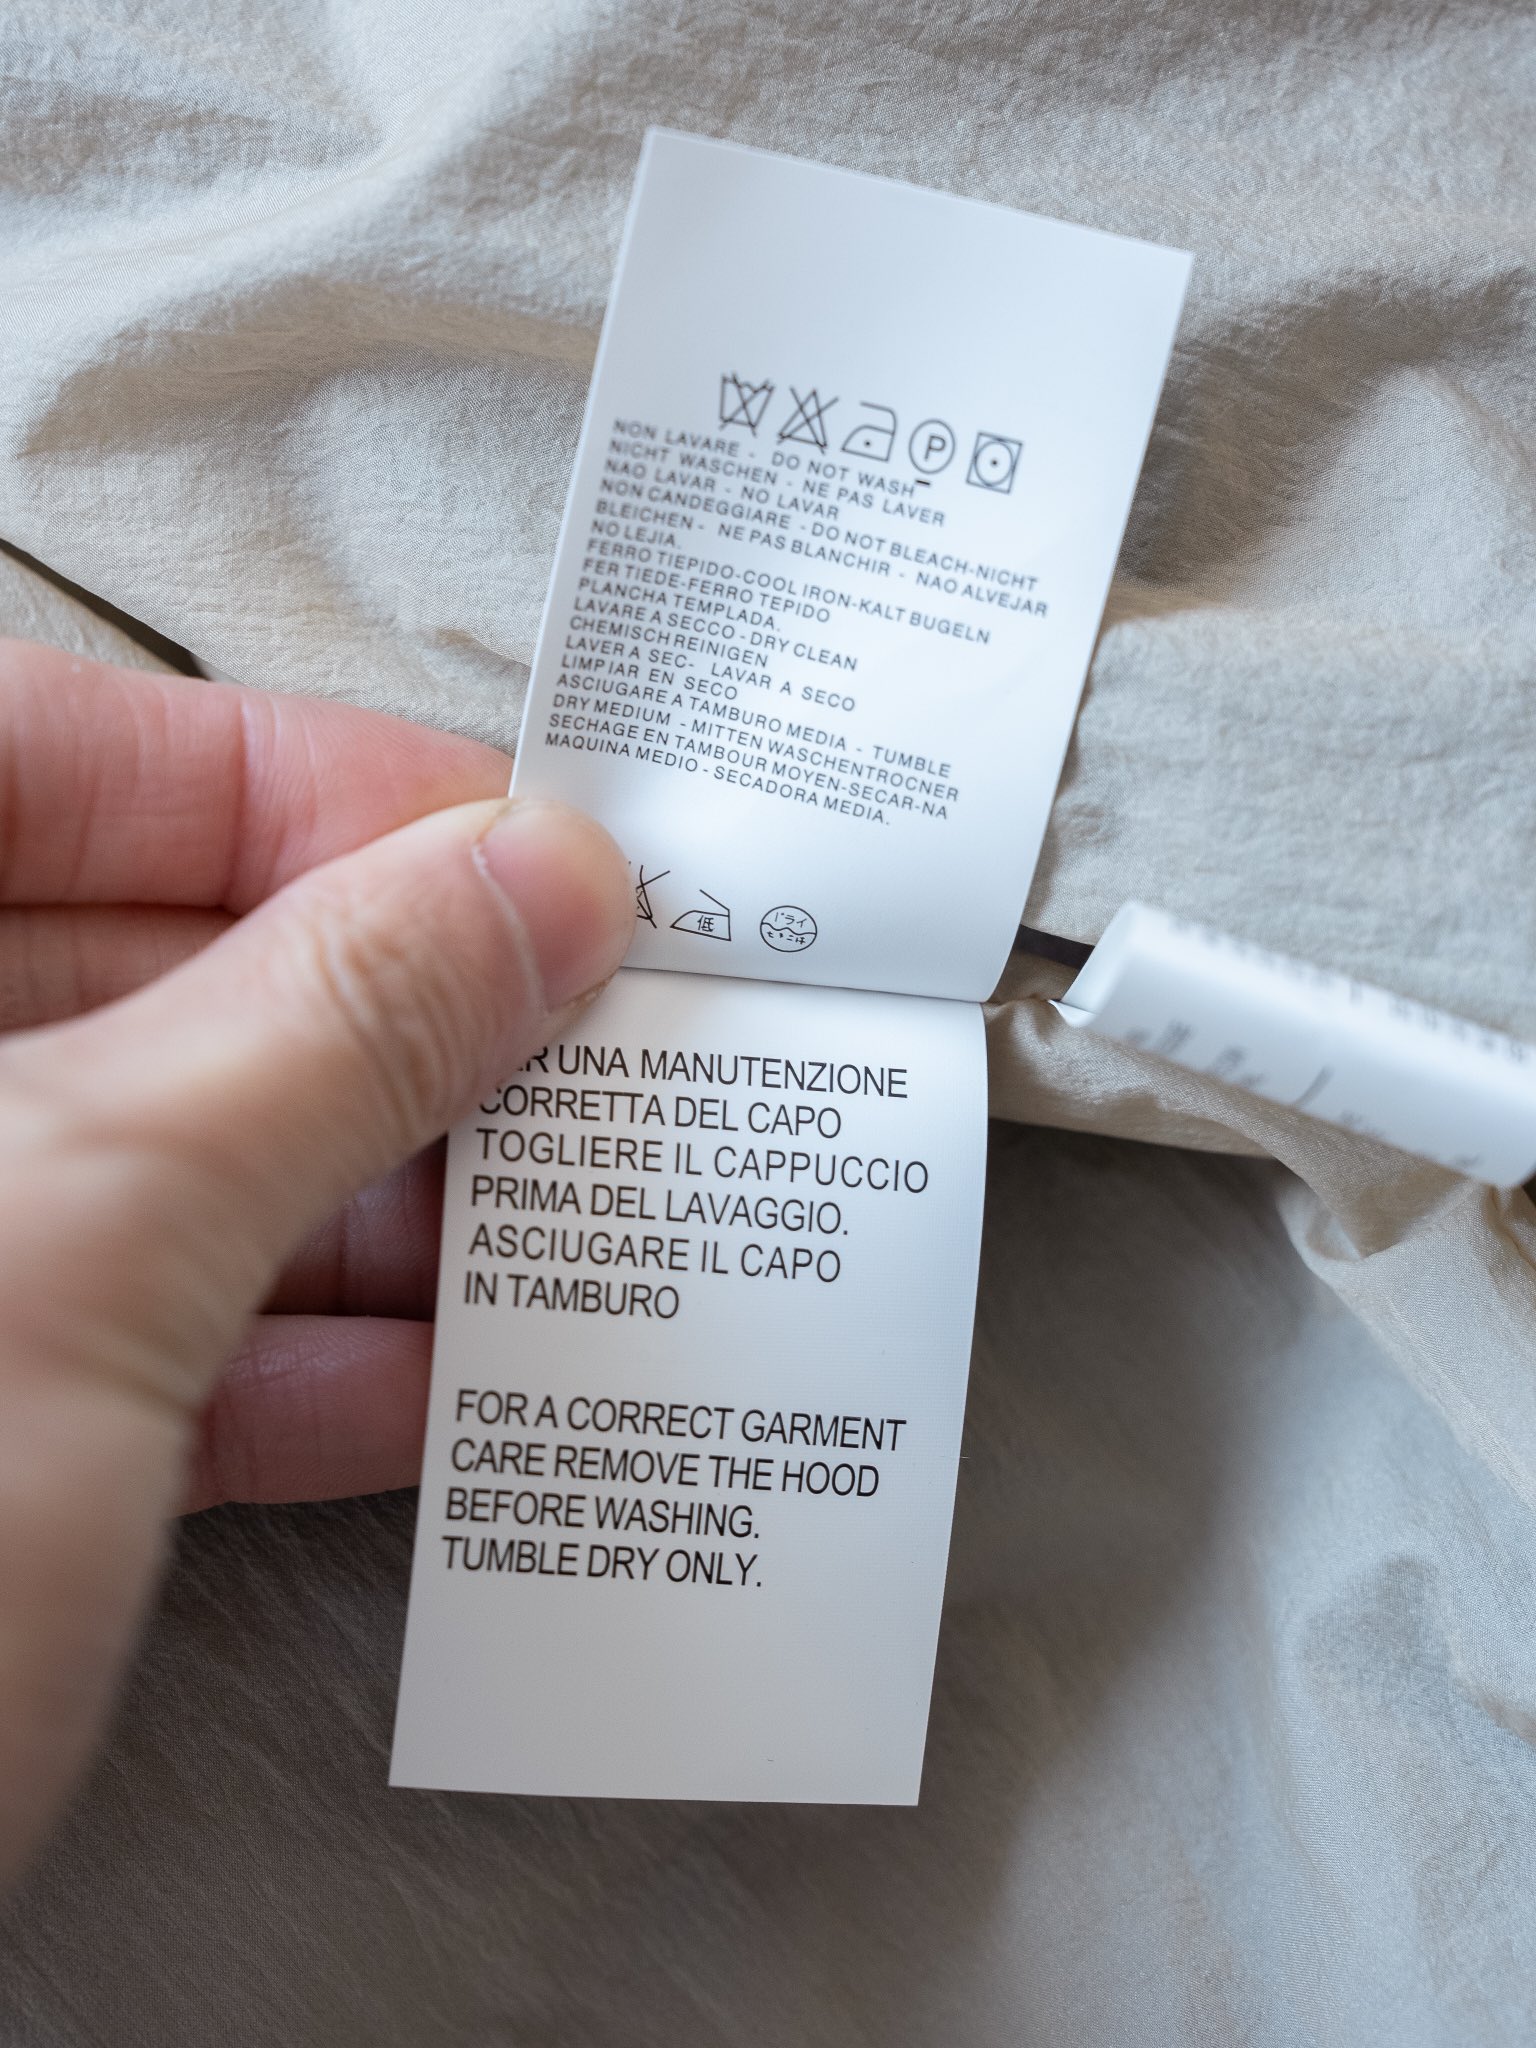 P
NON LAVARE - DO NOT WASH
NICHT WASCHEN - NE PAS LAVER
NAO LAVAR - NO LAVAR
NON CANDEGGIARE - DO NOT BLEACH-NICHT
BLEICHEN - NE PAS BLANCHIR - NAO ALVEJAR
NO LEJIA.
FERRO TIEPIDO-COOL IRON-KALT BUGELN
FER TIEDE-FERRO TEPIDO
PLANCHA TEMPLADA.
LAVARE A SECCO - DRY CLEAN
CHEMISCH REINIGEN
LAVER A SEC- LAVAR A SECO
LIMPIAR EN SECO
ASCIUGARE A TAMBURO MEDIA - TUMBLE
DRY MEDIUM - MITTEN WASCHENTROCNER
SECHAGE EN TAMBOUR MOYEN-SECAR-NA
MAQUINA MEDIO - SECADORA MEDIA.
低 ドライ
UNA MANUTENZIONE
CORRETTA DEL CAPO
TOGLIERE IL CAPPUCCIO
PRIMA DEL LAVAGGIO.
ASCIUGARE IL CAPO
IN TAMBURO
FOR A CORRECT GARMENT
CARE REMOVE THE HOOD
BEFORE WASHING.
TUMBLE DRY ONLY.